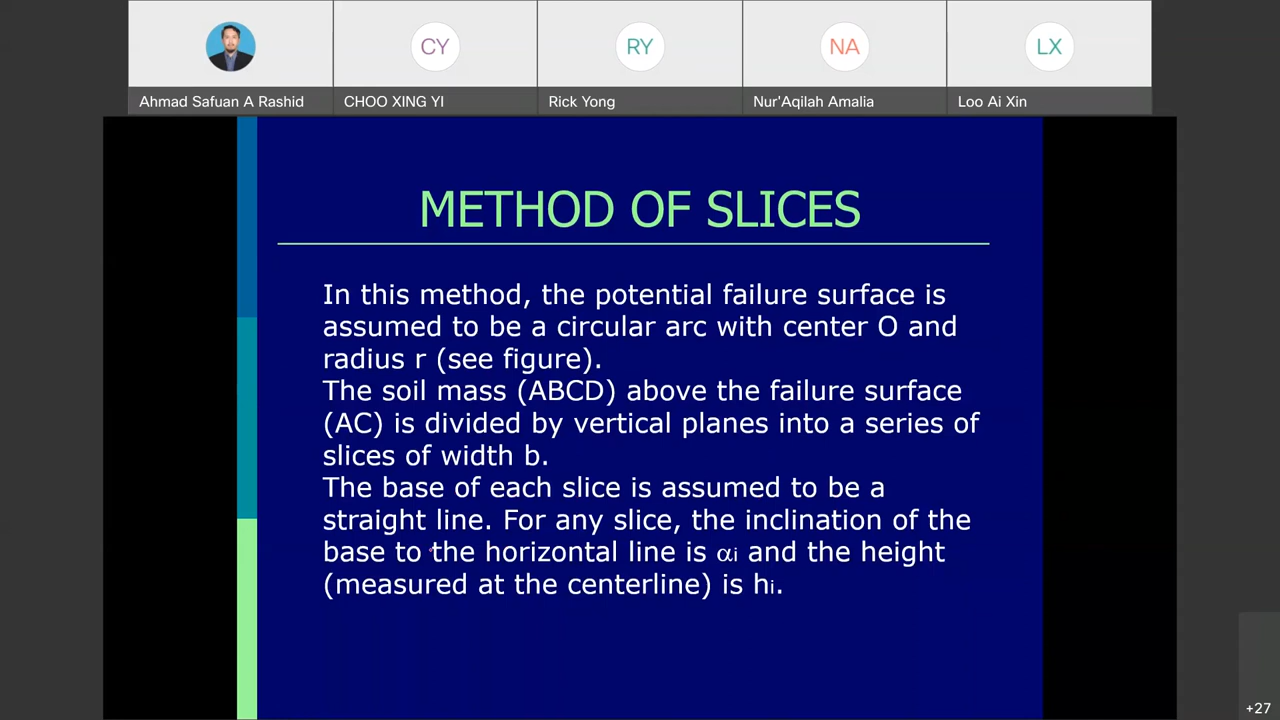 CY
RY
NA
LX
Ahmad Safuan A Rashid
CHOO XING YI
Rick Yong
Nur'Aqilah Amalia
Loo Ai Xin
METHOD OF SLICES
In this method, the potential failure surface is
assumed to be a circular arc with center O and
radius r (see figure).
The soil mass (ABCD) above the failure surface
(AC) is divided by vertical planes into a series of
slices of width b.
The base of each slice is assumed to be a
straight line. For any slice, the inclination of the
base to the horizontal line is αi and the height
(measured at the centerline) is hi.
+27